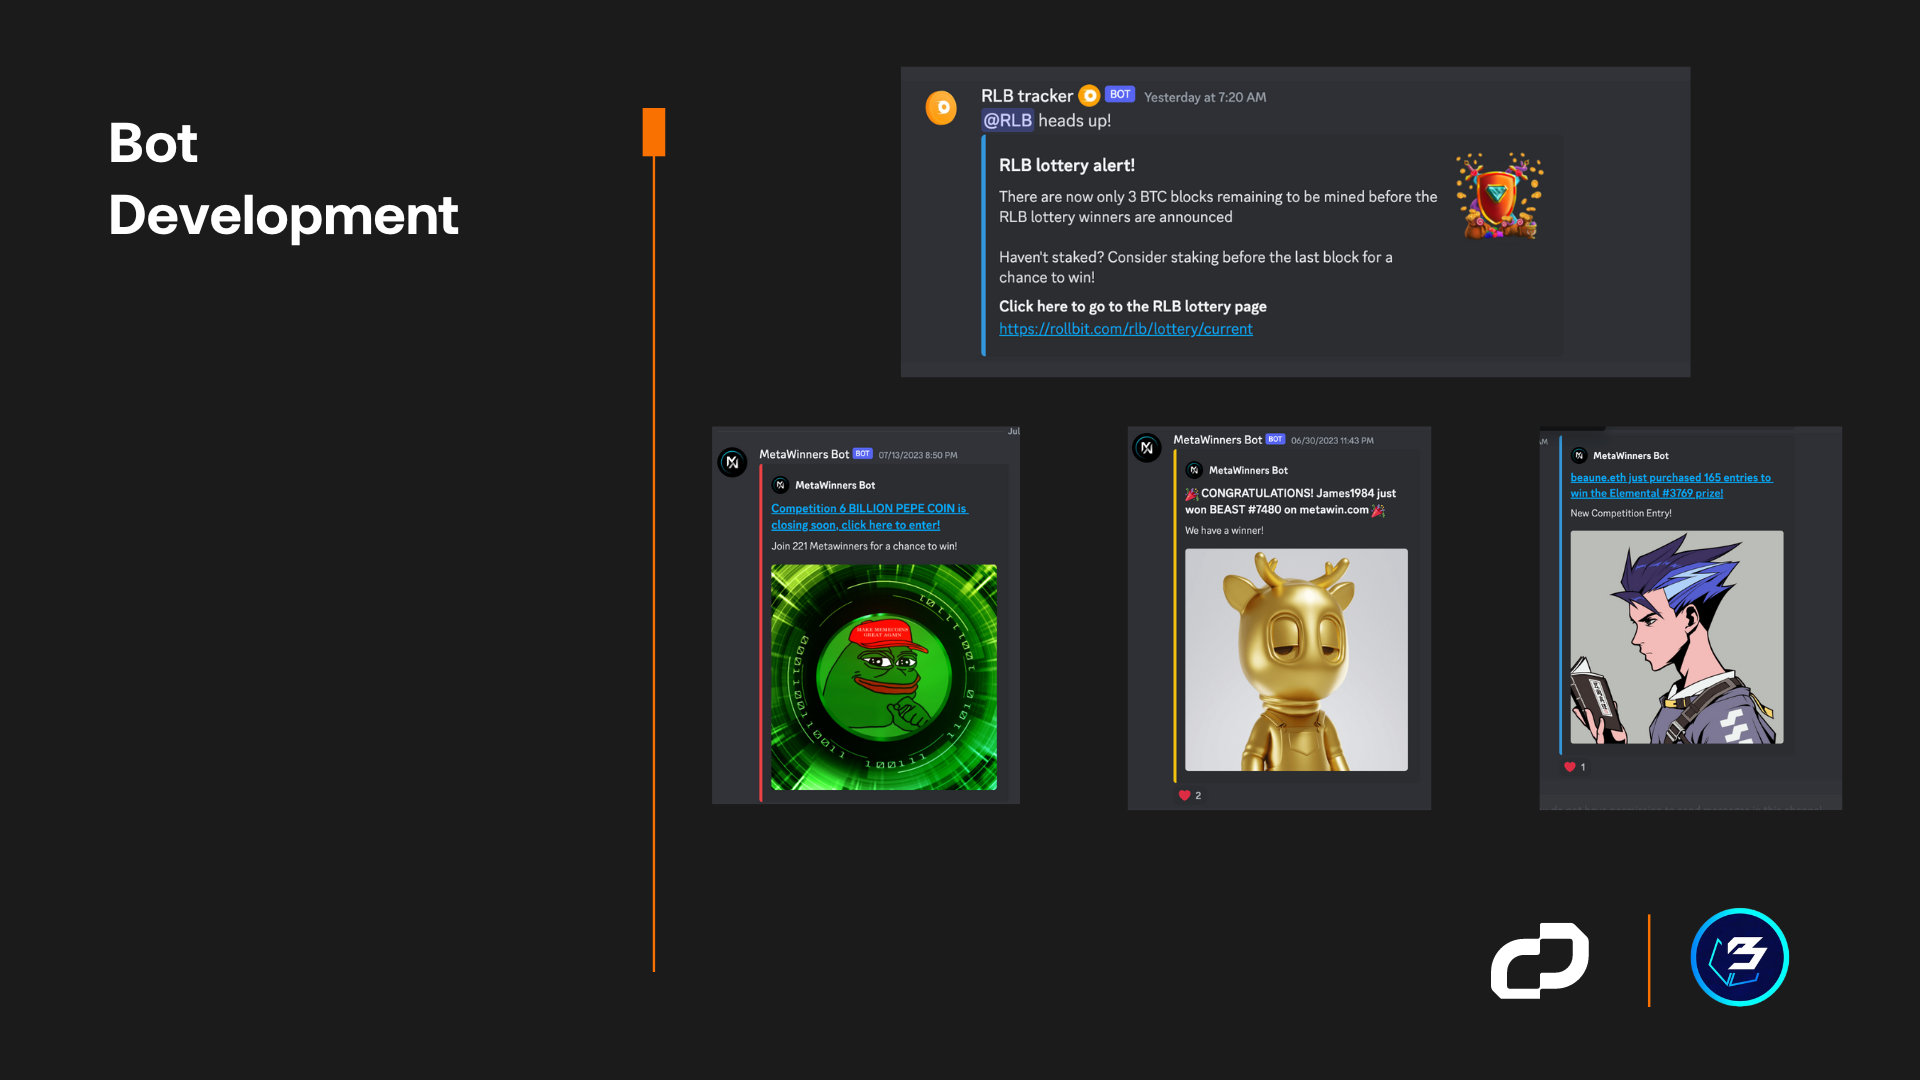 Bot
Development
RLB tracker BOT Yesterday at 7:20 AM
@RLB heads up!
RLB lottery alert!
There are now only 3 BTC blocks remaining to be mined before the
RLB lottery winners are announced
Haven't staked? Consider staking before the last block for a
chance to win!
Click here to go to the RLB lottery page
https://rollbit.com/rlb/lottery/current
Jul
MetaWinners Bot BOT 07/13/2023 8:50 PM
MetaWinners Bot
Competition 6 BILLION PEPE COIN is
closing soon, click here to enter!
Join 221 Metawinners for a chance to win!
MAKE MEMECOINS
GREAT AGAIN
MetaWinners Bot BOT 06/30/2023 11:43 PM
MetaWinners Bot
🎉 CONGRATULATIONS! James1984 just
won BEAST #7480 on metawin.com 🎉
We have a winner!
2
AM
MetaWinners Bot
beaune.eth just purchased 165 entries to
win the Elemental #3769 prize!
New Competition Entry!
1